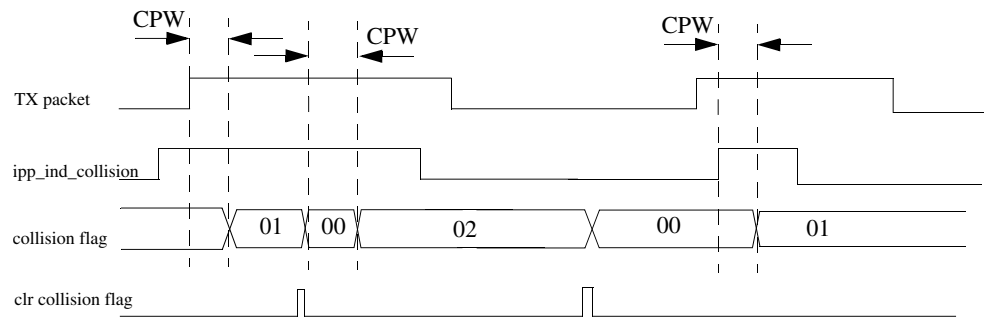 CPW
CPW
CPW
TX packet
ipp_ind_collision
collision flag
01
00
02
00
01
clr collision flag